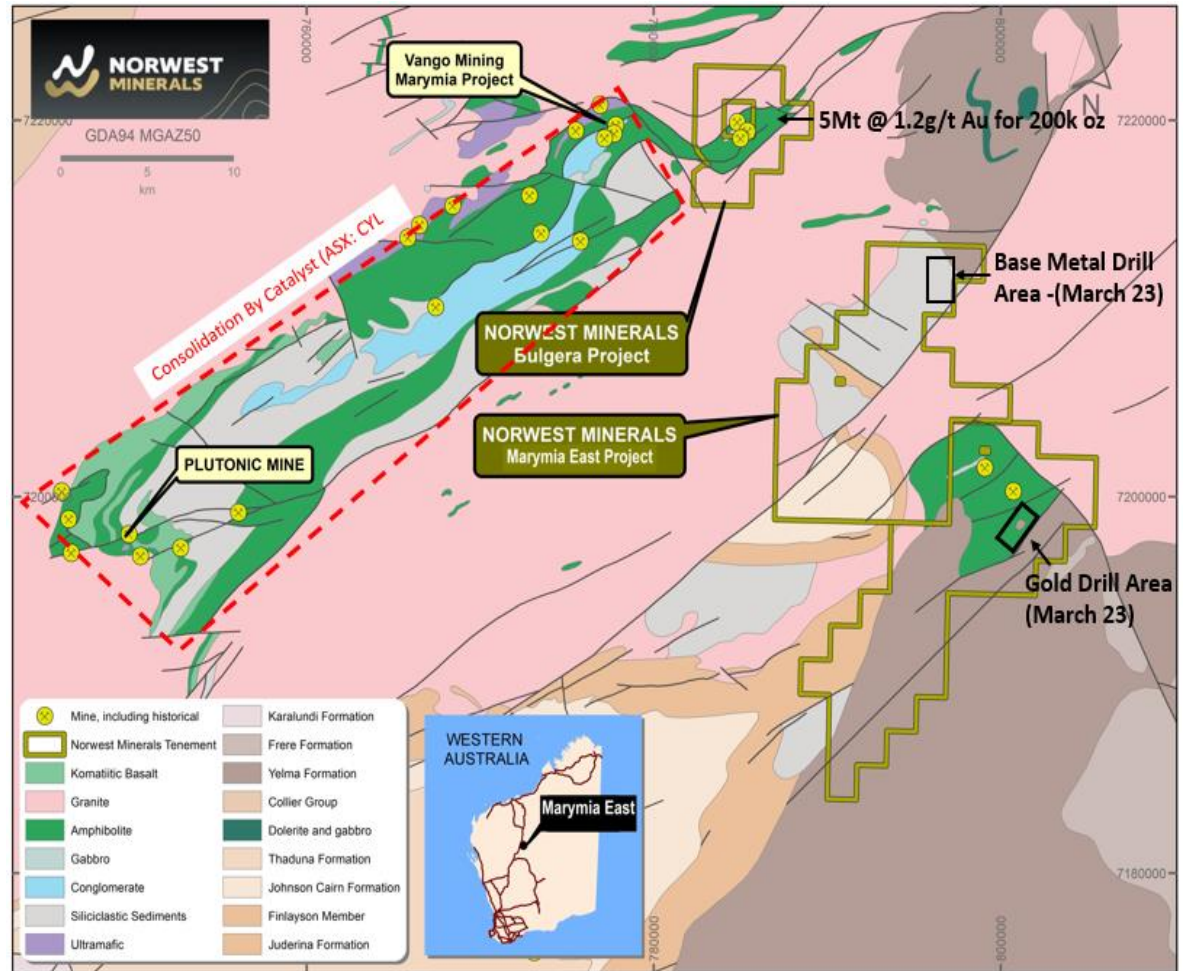 NORWEST
MINERALS
GDA94 MGAZ50
0 5 10
km
760000
780000
800000
N
7220000
7220000
Vango Mining
Marymia Project
5Mt @ 1.2g/t Au for 200k oz
Consolidation By Catalyst (ASX: CYL
Base Metal Drill
Area -(March 23)
NORWEST MINERALS
Bulgera Project
NORWEST MINERALS
Marymia East Project
PLUTONIC MINE
7200000
7200000
Gold Drill Area
(March 23)
7180000
780000
800000
Mine, including historical
Norwest Minerals Tenement
Komatiitic Basalt
Granite
Amphibolite
Gabbro
Conglomerate
Siliciclastic Sediments
Ultramafic
Karalundi Formation
Frere Formation
Yelma Formation
Collier Group
Dolerite and gabbro
Thaduna Formation
Johnson Cairn Formation
Finlayson Member
Juderina Formation
WESTERN
AUSTRALIA
Marymia East